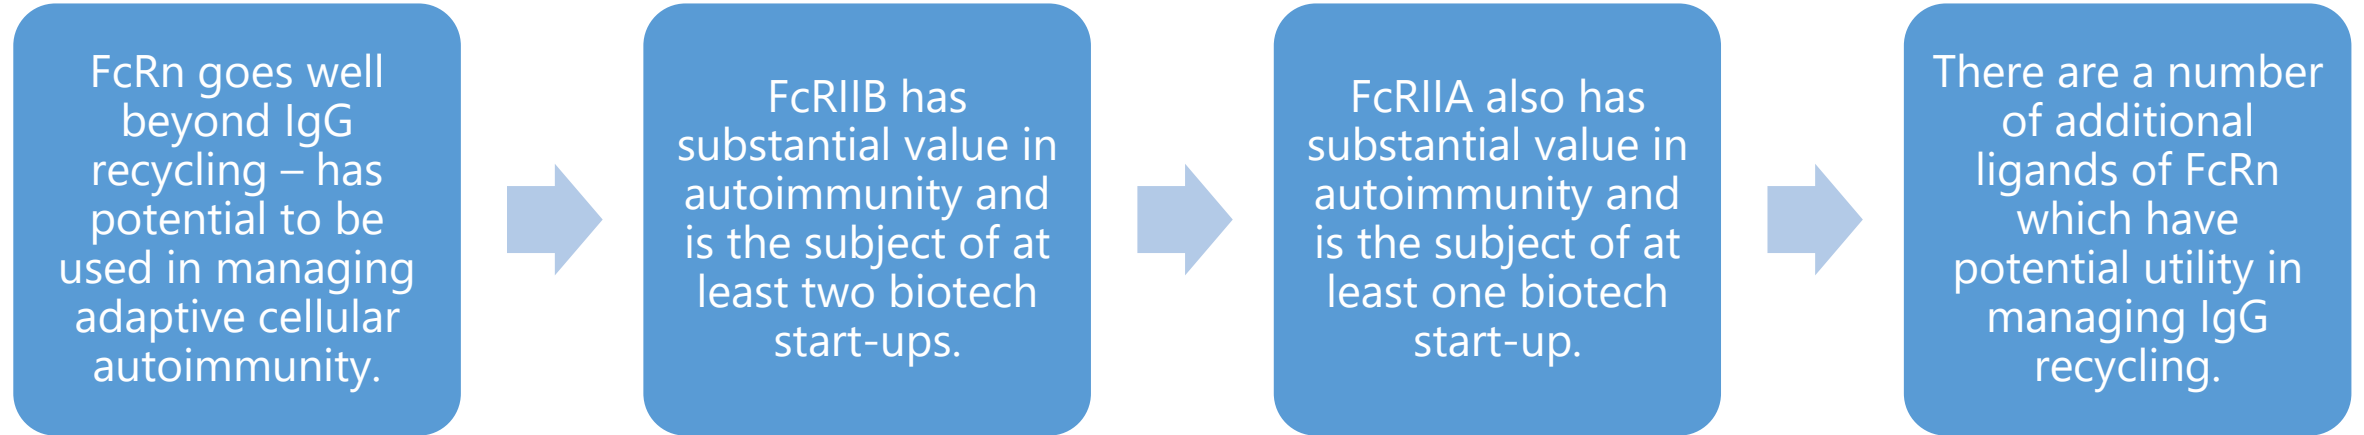 FcRn goes well
beyond IgG
recycling – has
potential to be
used in managing
adaptive cellular
autoimmunity.
FcRIIB has
substantial value in
autoimmunity and
is the subject of at
least two biotech
start-ups.
FcRIIA also has
substantial value in
autoimmunity and
is the subject of at
least one biotech
start-up.
There are a number
of additional
ligands of FcRn
which have
potential utility in
managing IgG
recycling.